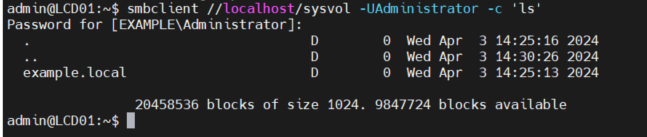 admin@LCD01:~$ smbclient //localhost/sysvol -UAdministrator -c 'ls'
Password for [EXAMPLE\Administrator]:
  .                                   D        0  Wed Apr  3 14:25:16 2024
  ..                                  D        0  Wed Apr  3 14:30:26 2024
  example.local                       D        0  Wed Apr  3 14:25:13 2024
                20458536 blocks of size 1024. 9847724 blocks available
admin@LCD01:~$